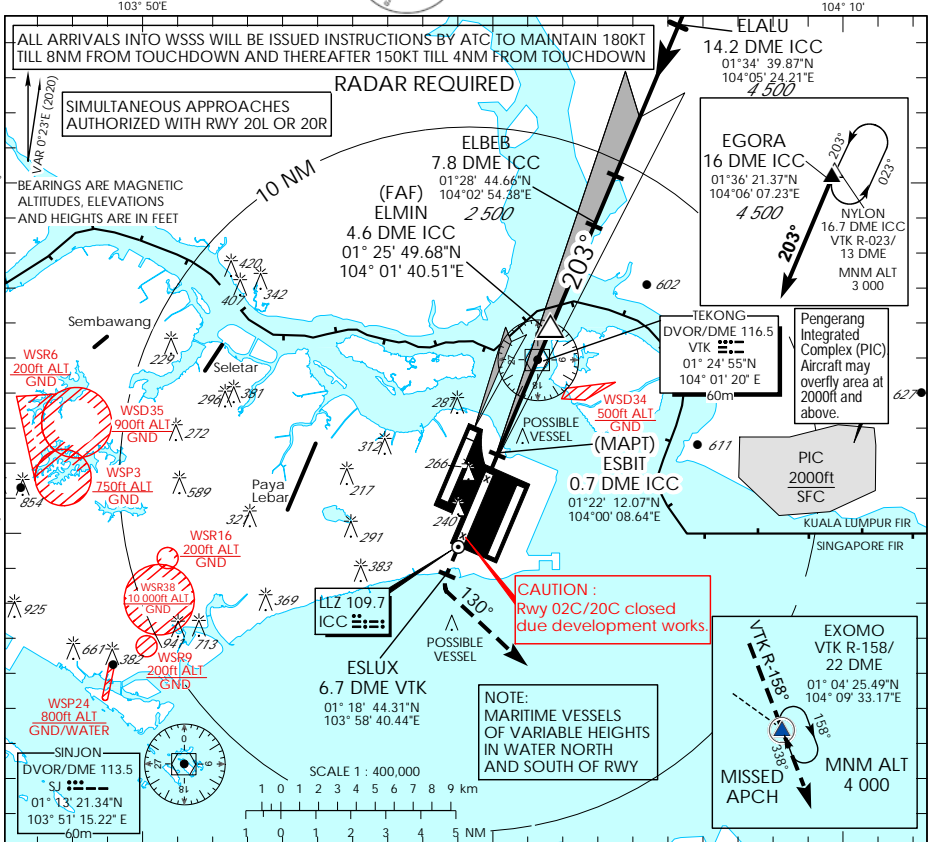 103° 50'E
104° 10'
ALL ARRIVALS INTO WSSS WILL BE ISSUED INSTRUCTIONS BY ATC TO MAINTAIN 180KT
TILL 8NM FROM TOUCHDOWN AND THEREAFTER 150KT TILL 4NM FROM TOUCHDOWN
RADAR REQUIRED
VAR 0°23'E (2020)
SIMULTANEOUS APPROACHES
AUTHORIZED WITH RWY 20L OR 20R
BEARINGS ARE MAGNETIC
ALTITUDES, ELEVATIONS
AND HEIGHTS ARE IN FEET
10 NM
ELALU
14.2 DME ICC
01°34' 39.87"N
104°05' 24.21"E
4 500
ELBEB
7.8 DME ICC
01°28' 44.66"N
104°02' 54.38"E
2 500
(FAF)
ELMIN
4.6 DME ICC
01° 25' 49.68"N
104° 01' 40.51"E
203°
EGORA
16 DME ICC
01°36' 21.37"N
104°06' 07.23"E
4 500
203°
023°
203°
NYLON
16.7 DME ICC
VTK R-023/
13 DME
MNM ALT
3 000
420
401
342
602
Sembawang
229
Seletar
296
381
287
TEKONG
DVOR/DME 116.5
VTK
01° 24' 55"N
104° 01' 20" E
60m
Pengerang
Integrated
Complex (PIC).
Aircraft may
overfly area at
2000ft and
above.
627
WSR6
200ft ALT
GND
WSD35
900ft ALT
GND
WSP3
750ft ALT
GND
854
272
589
327
Paya
Lebar
312
217
291
266
240
27
9
18
WSD34
500ft ALT
GND
POSSIBLE
VESSEL
(MAPT)
ESBIT
0.7 DME ICC
01°22' 12.07"N
104°00' 08.64"E
611
PIC
2000ft
SFC
KUALA LUMPUR FIR
SINGAPORE FIR
WSR16
200ft ALT
GND
WSR38
10 000ft ALT
GND
383
369
925
947
713
661
382
WSR9
200ft ALT
GND
WSP24
800ft ALT
GND/WATER
LLZ 109.7
ICC
CAUTION :
Rwy 02C/20C closed
due development works.
130°
POSSIBLE
VESSEL
ESLUX
6.7 DME VTK
01° 18' 44.31"N
103° 58' 40.44"E
NOTE:
MARITIME VESSELS
OF VARIABLE HEIGHTS
IN WATER NORTH
AND SOUTH OF RWY
VTK R-158°
EXOMO
VTK R-158/
22 DME
01° 04' 25.49"N
104° 09' 33.17"E
158°
338°
MISSED
APCH
MNM ALT
4 000
SINJON
DVOR/DME 113.5
SJ
01° 13' 21.34"N
103° 51' 15.22" E
60m
0
27
9
18
SCALE 1 : 400,000
1 0 1 2 3 4 5 6 7 8 9 km
1 0 1 2 3 4 5 NM